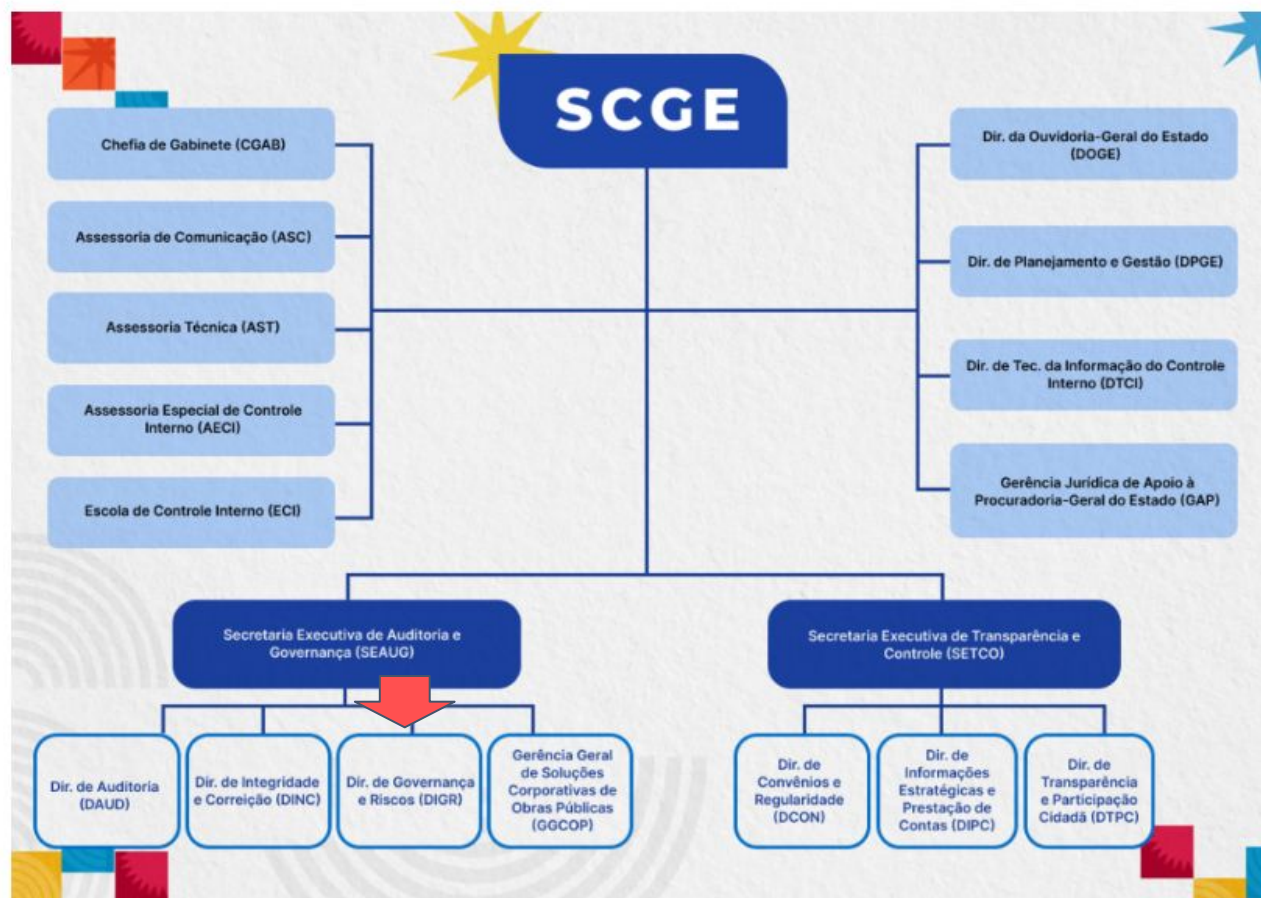 SCGE
Chefia de Gabinete (CGAB)
Assessoria de Comunicação (ASC)
Assessoria Técnica (AST)
Assessoria Especial de Controle
Interno (AECI)
Escola de Controle Interno (ECI)
Dir. da Ouvidoria-Geral do Estado
(DOGE)
Dir. de Planejamento e Gestão (DPGE)
Dir. de Tec. da Informação do Controle
Interno (DTCI)
Gerência Jurídica de Apoio à
Procuradoria-Geral do Estado (GAP)
Secretaria Executiva de Auditoria e
Governança (SEAUG)
Secretaria Executiva de Transparência e
Controle (SETCO)
Dir. de Auditoria
(DAUD)
Dir. de Integridade
e Correição (DINC)
Dir. de Governança
e Riscos (DIGR)
Gerência Geral
de Soluções
Corporativas de
Obras Públicas
(GGCOP)
Dir. de
Convênios e
Regularidade
(DCON)
Dir. de
Informações
Estratégicas e
Prestação de
Contas (DIPC)
Dir. de
Transparência
e Participação
Cidadã (DTPC)